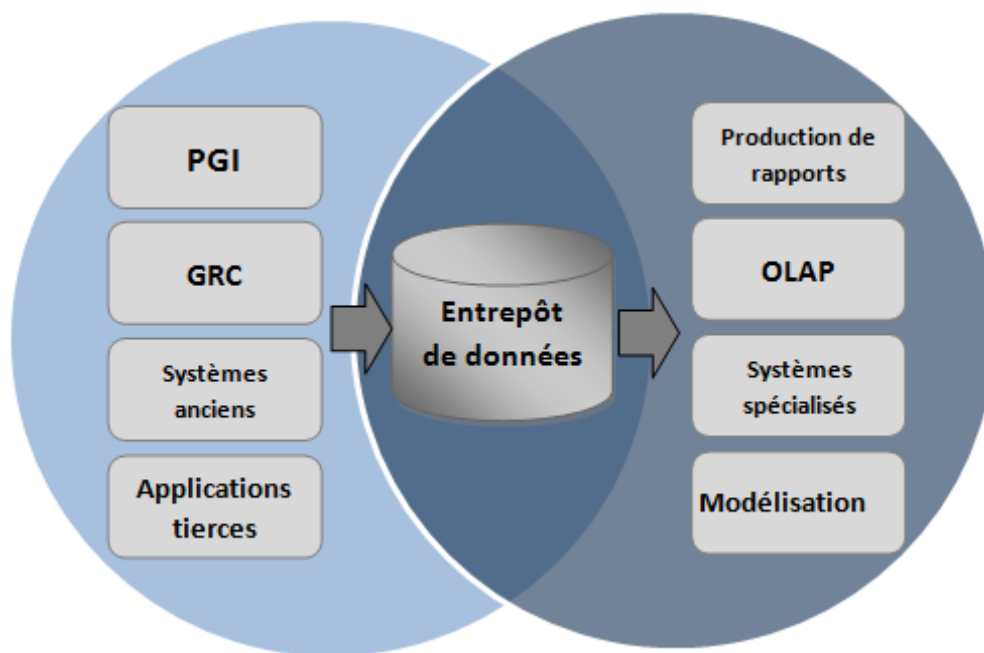 PGI
GRC
Systèmes
anciens
Applications
tierces
Entrepôt
de données
Production de
rapports
OLAP
Systèmes
spécialisés
Modélisation